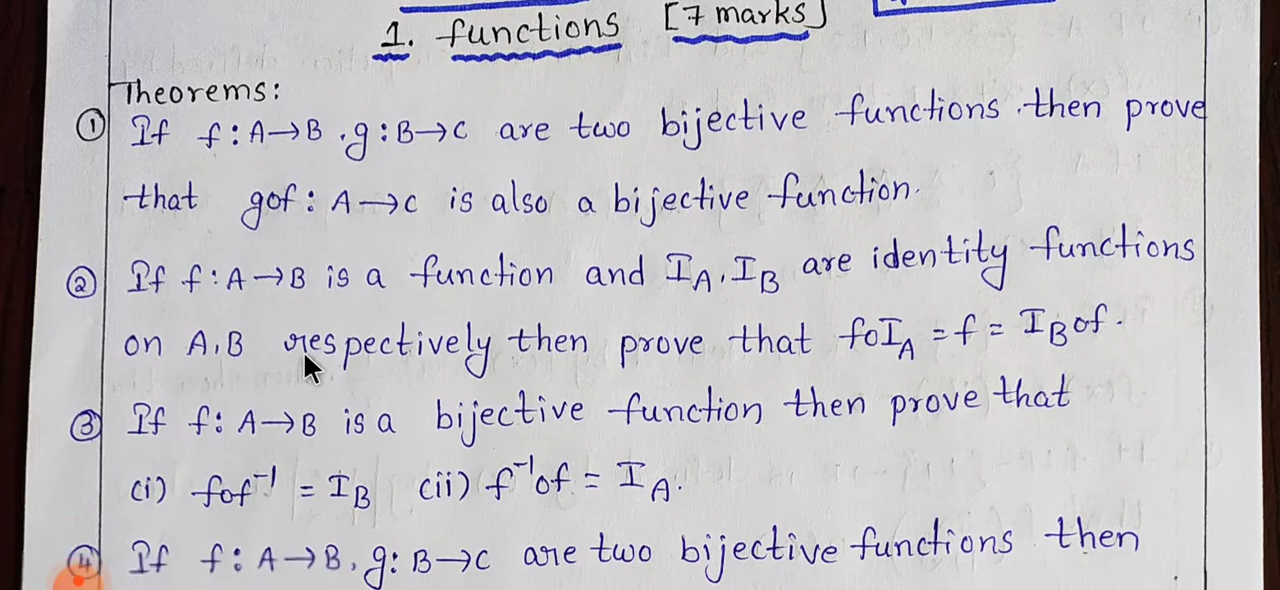 1. functions [7 marks]
Theorems:
① If f : A→B , g : B→C are two bijective functions then prove
that gof : A→C is also a bijective function.
② If f : A→B is a function and I_A, I_B are identity functions
on A, B respectively then prove that foI_A = f = I_Bof.
③ If f : A→B is a bijective function then prove that
(i) fof⁻¹ = I_B (ii) f⁻¹of = I_A.
④ If f : A→B, g : B→C are two bijective functions then